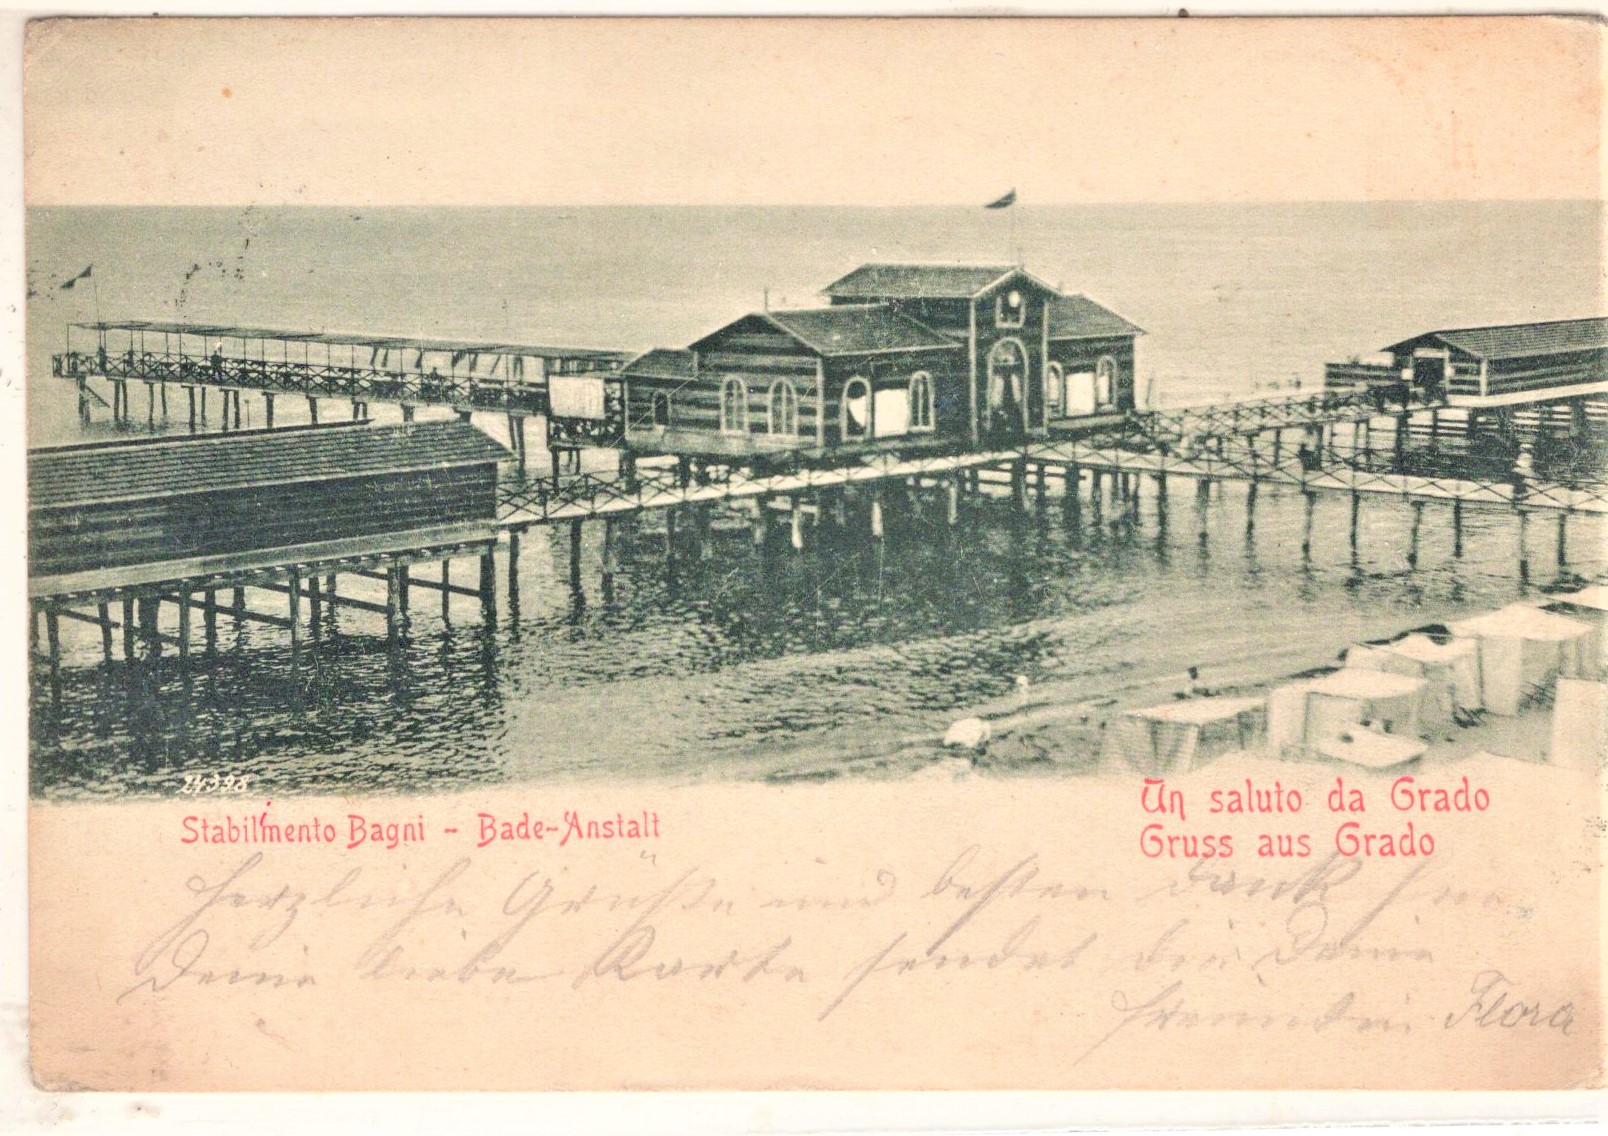 24398
Stabilimento Bagni - Bade-Anstalt
Un saluto da Grado
Gruss aus Grado
Herzliche Grüße und besten Dank für
Deine liebe Karte sendet dir Deine
Freundin Flora